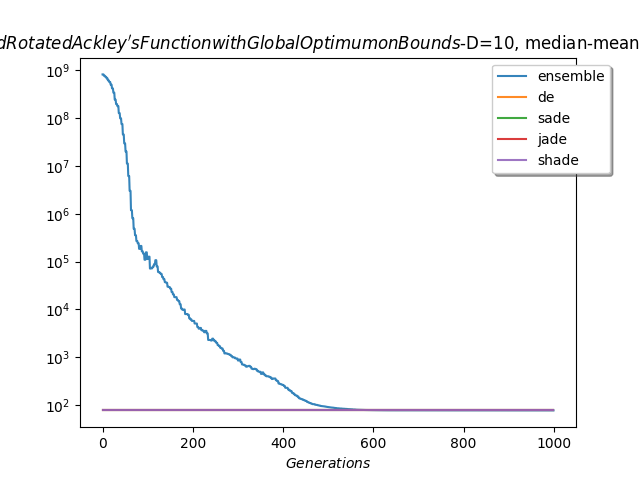 dRotatedAckley'sFunctionwithGlobalOptimumonBounds-D=10, median-mean
10⁹
10⁸
10⁷
10⁶
10⁵
10⁴
10³
10²
0 200 400 600 800 1000
Generations
ensemble
de
sade
jade
shade